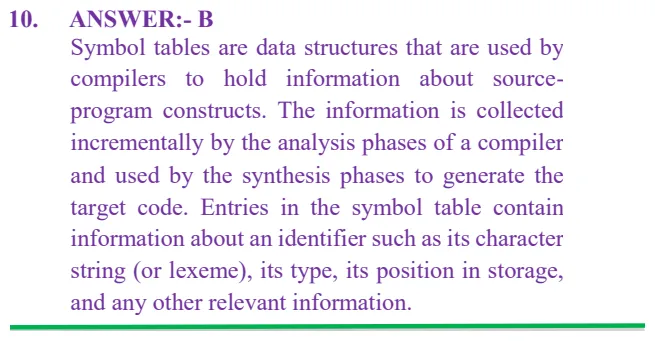 10. ANSWER:- B
Symbol tables are data structures that are used by
compilers to hold information about source-
program constructs. The information is collected
incrementally by the analysis phases of a compiler
and used by the synthesis phases to generate the
target code. Entries in the symbol table contain
information about an identifier such as its character
string (or lexeme), its type, its position in storage,
and any other relevant information.